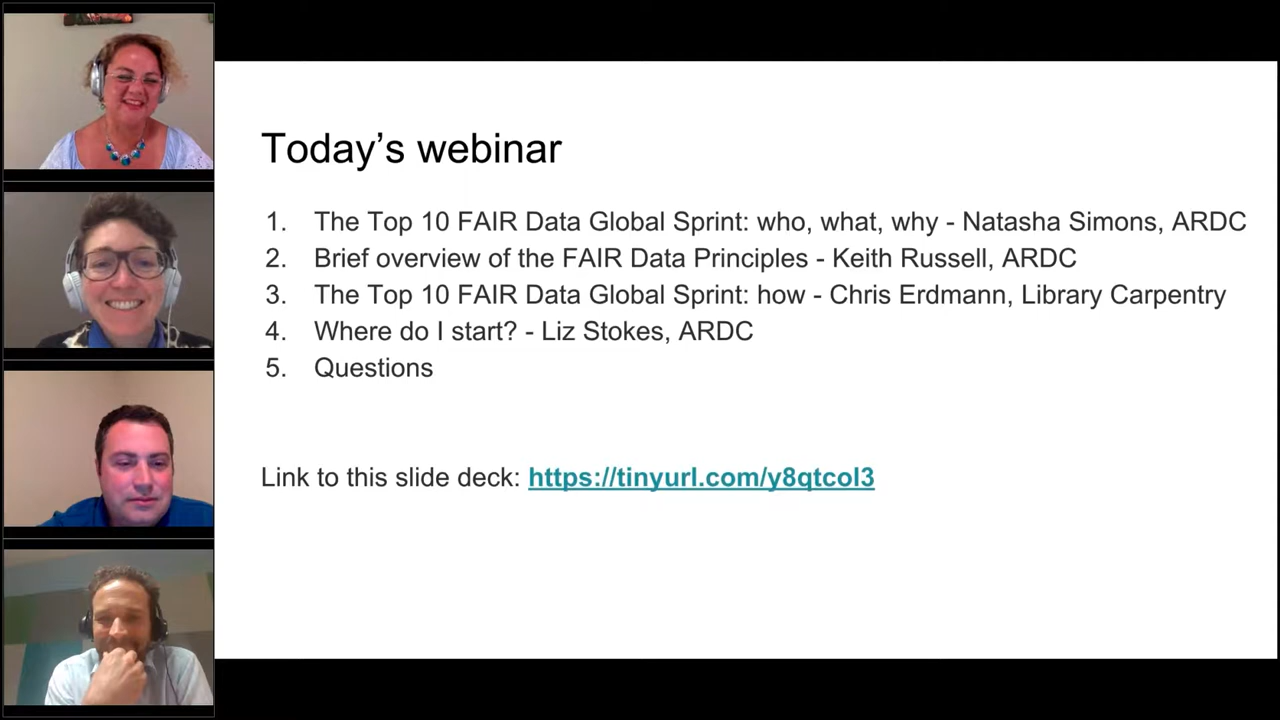 Today’s webinar
1. The Top 10 FAIR Data Global Sprint: who, what, why - Natasha Simons, ARDC
2. Brief overview of the FAIR Data Principles - Keith Russell, ARDC
3. The Top 10 FAIR Data Global Sprint: how - Chris Erdmann, Library Carpentry
4. Where do I start? - Liz Stokes, ARDC
5. Questions
Link to this slide deck: https://tinyurl.com/y8qtcol3